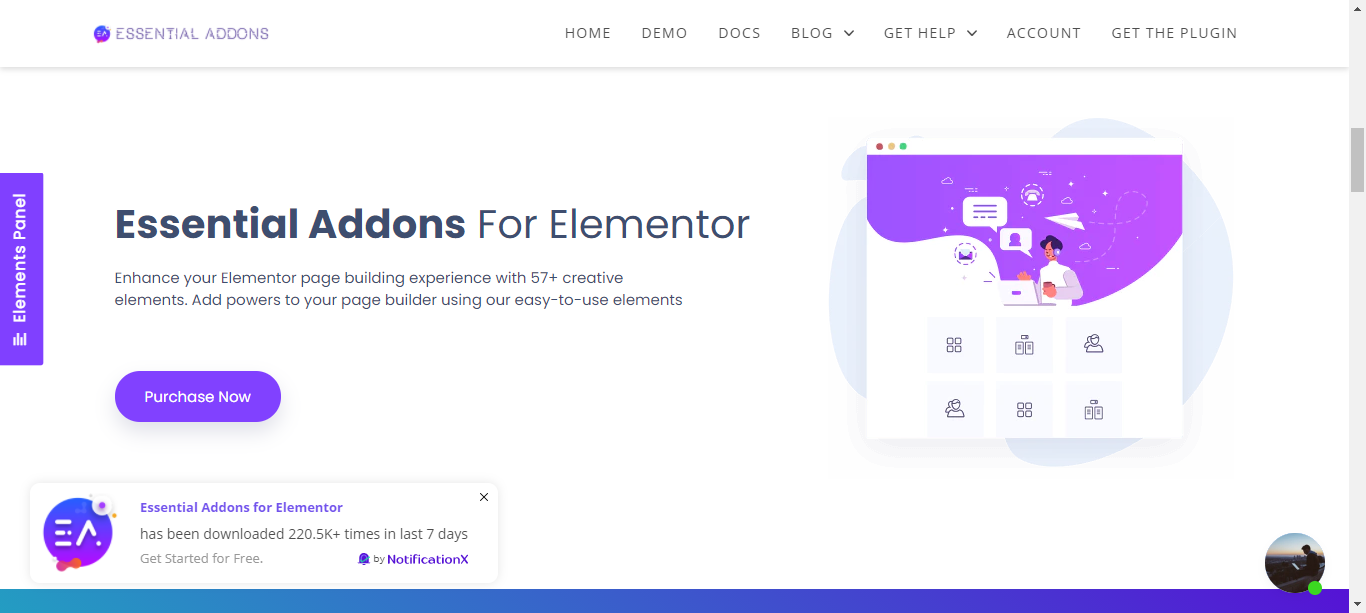 ESSENTIAL ADDONS
HOME
DEMO
DOCS
BLOG
GET HELP
ACCOUNT
GET THE PLUGIN
Elements Panel
Essential Addons For Elementor
Enhance your Elementor page building experience with 57+ creative
elements. Add powers to your page builder using our easy-to-use elements
Purchase Now
EA
Essential Addons for Elementor
has been downloaded 220.5K+ times in last 7 days
Get Started for Free.
by NotificationX